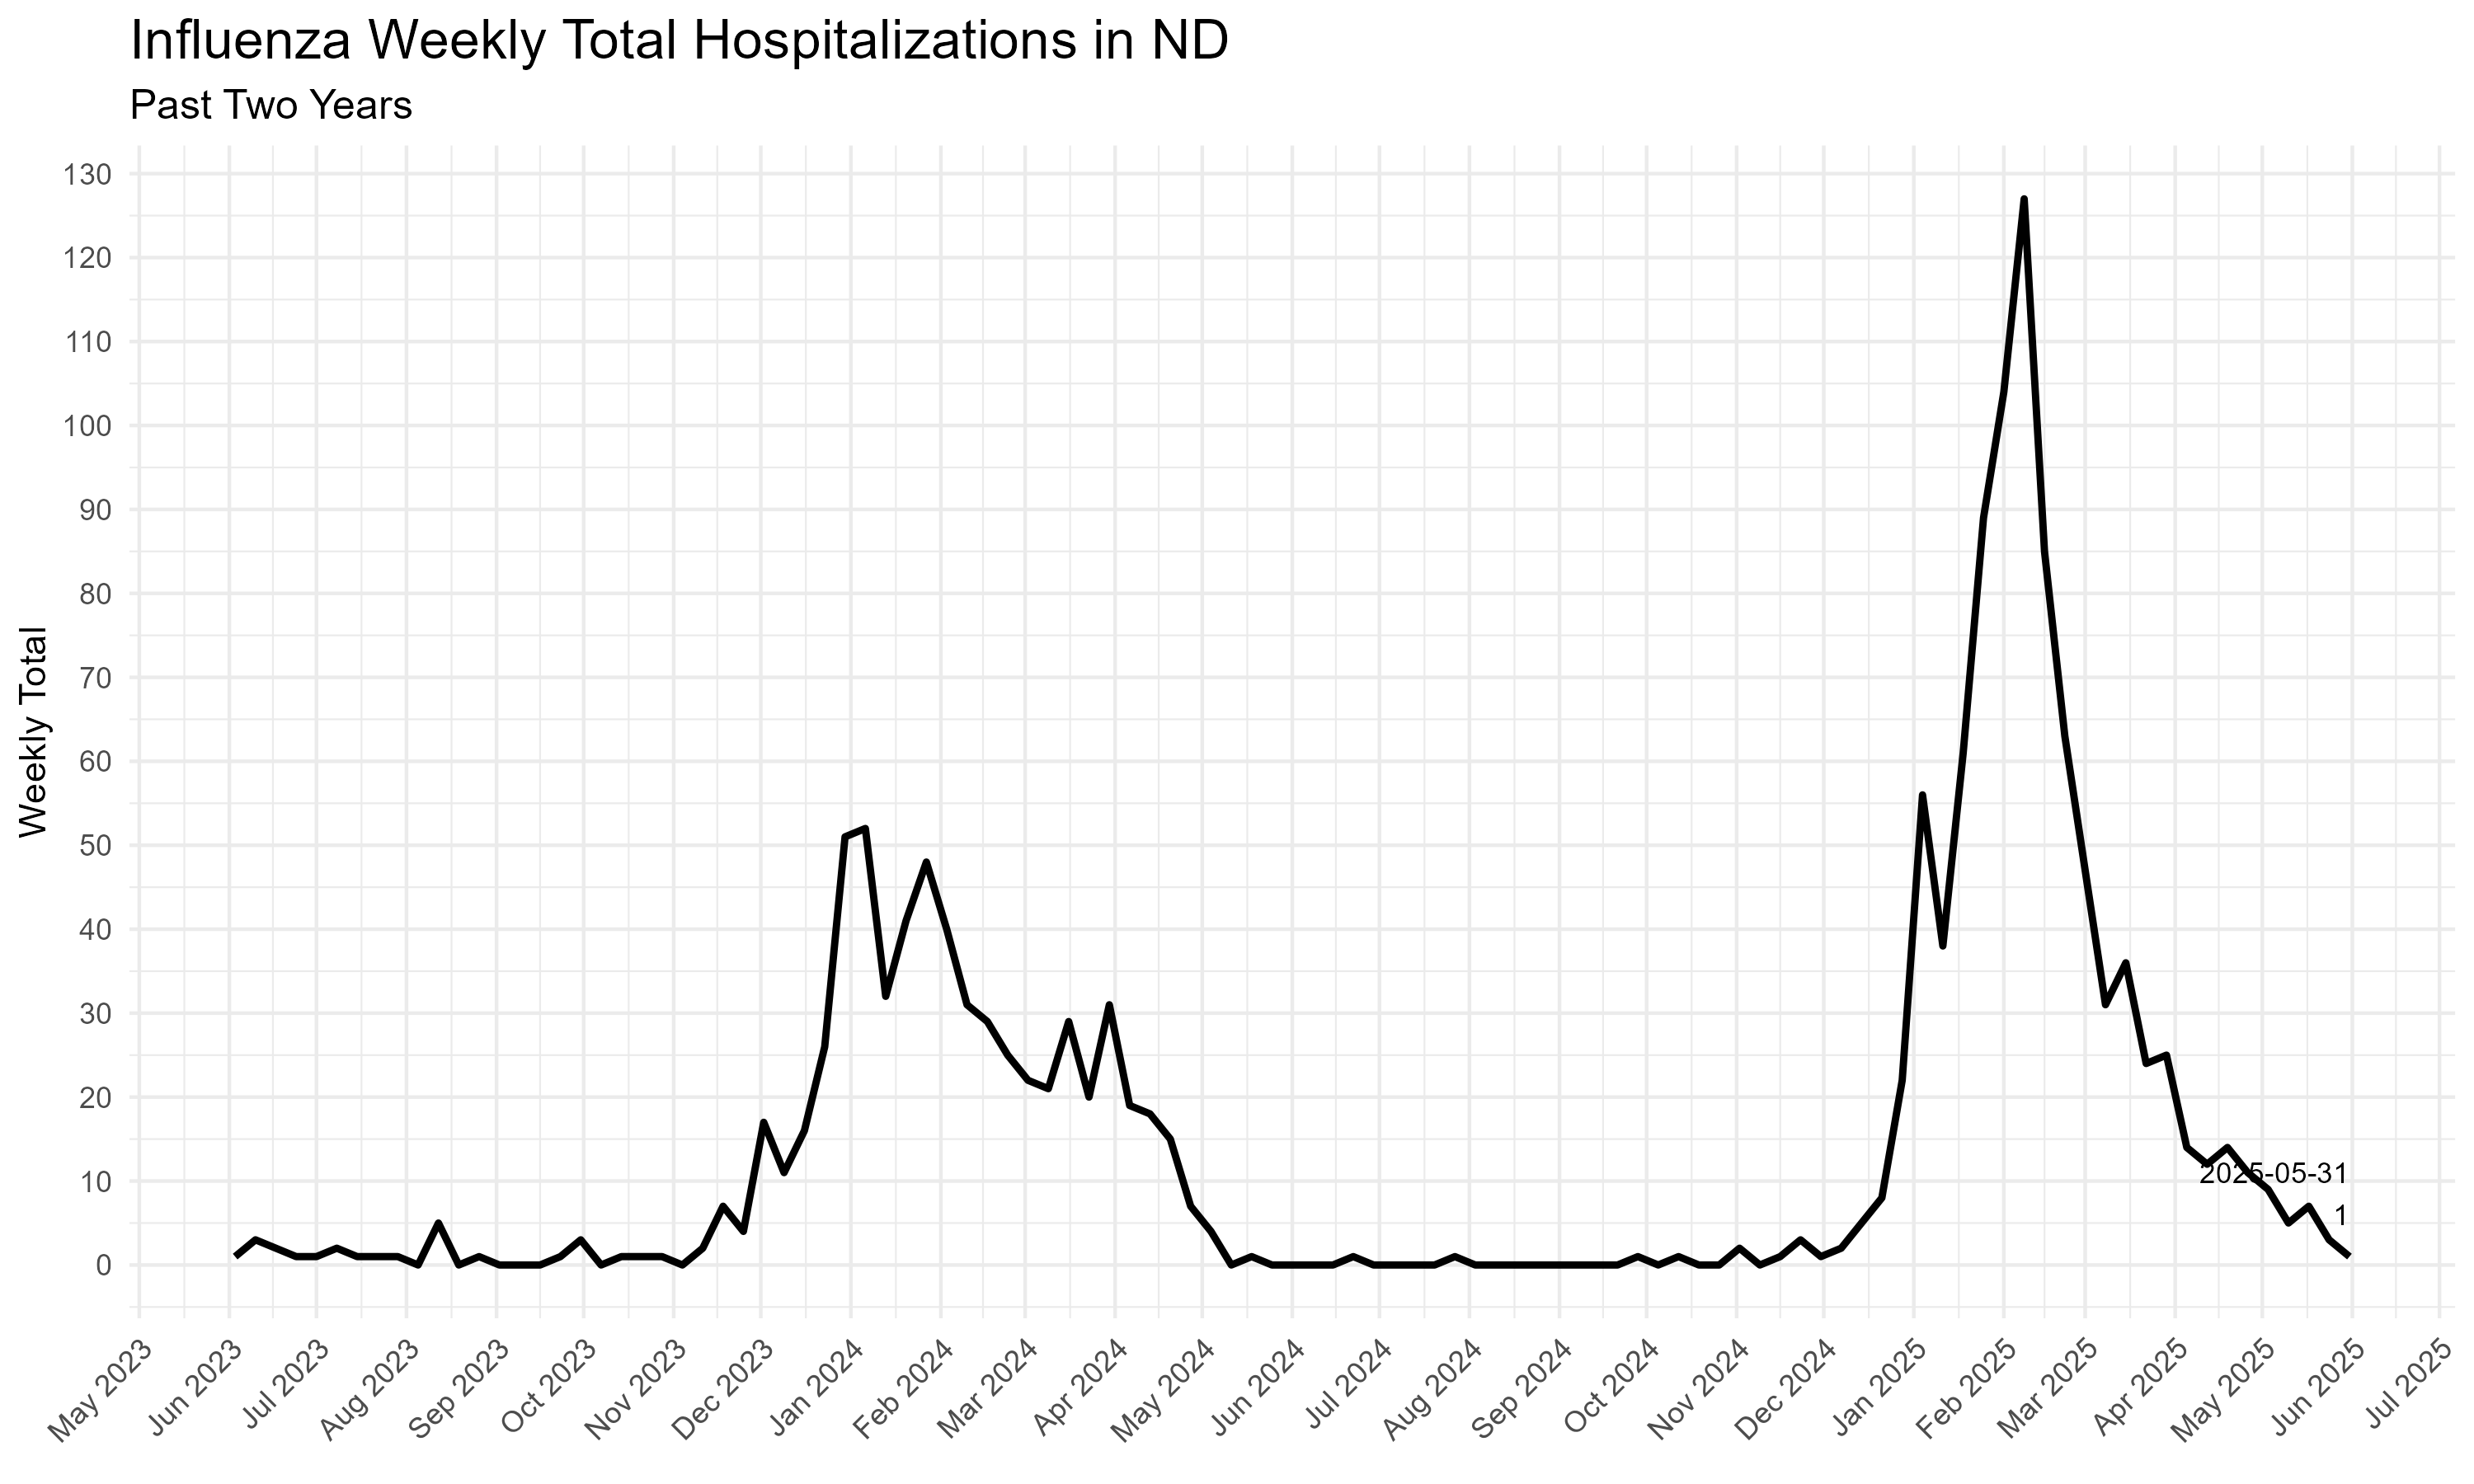 Influenza Weekly Total Hospitalizations in ND
Past Two Years
Weekly Total
130
120
110
100
90
80
70
60
50
40
30
20
10
0
2025-05-31
1
May 2023
Jun 2023
Jul 2023
Aug 2023
Sep 2023
Oct 2023
Nov 2023
Dec 2023
Jan 2024
Feb 2024
Mar 2024
Apr 2024
May 2024
Jun 2024
Jul 2024
Aug 2024
Sep 2024
Oct 2024
Nov 2024
Dec 2024
Jan 2025
Feb 2025
Mar 2025
Apr 2025
May 2025
Jun 2025
Jul 2025